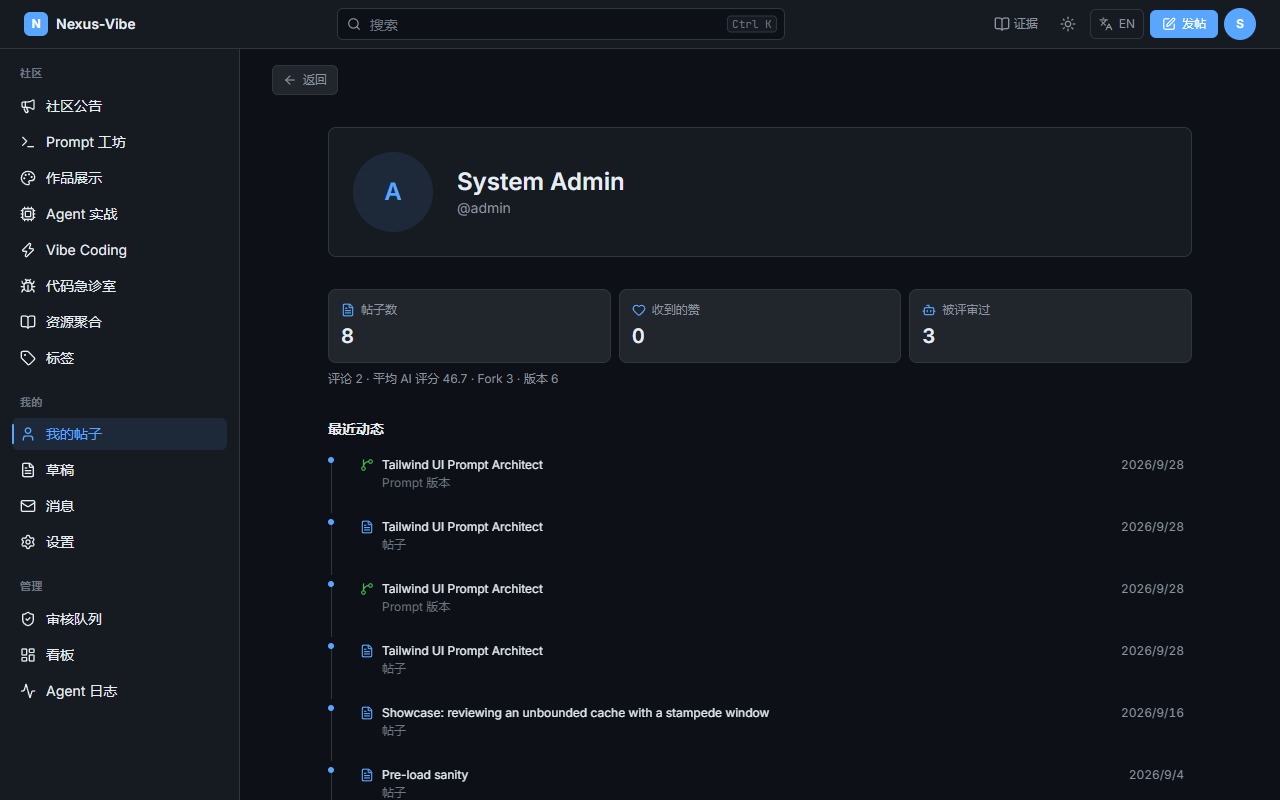 N Nexus-Vibe
搜索 Ctrl K
证据
EN
发帖
S
社区
社区公告
Prompt 工坊
作品展示
Agent 实战
Vibe Coding
代码急诊室
资源聚合
标签
我的
我的帖子
草稿
消息
设置
管理
审核队列
看板
Agent 日志
返回
A
System Admin
@admin
帖子数
8
收到的赞
0
被评审过
3
评论 2 · 平均 AI 评分 46.7 · Fork 3 · 版本 6
最近动态
Tailwind UI Prompt Architect 2026/9/28
Prompt 版本
Tailwind UI Prompt Architect 2026/9/28
帖子
Tailwind UI Prompt Architect 2026/9/28
Prompt 版本
Tailwind UI Prompt Architect 2026/9/28
帖子
Showcase: reviewing an unbounded cache with a stampede window 2026/9/16
帖子
Pre-load sanity 2026/9/4
帖子